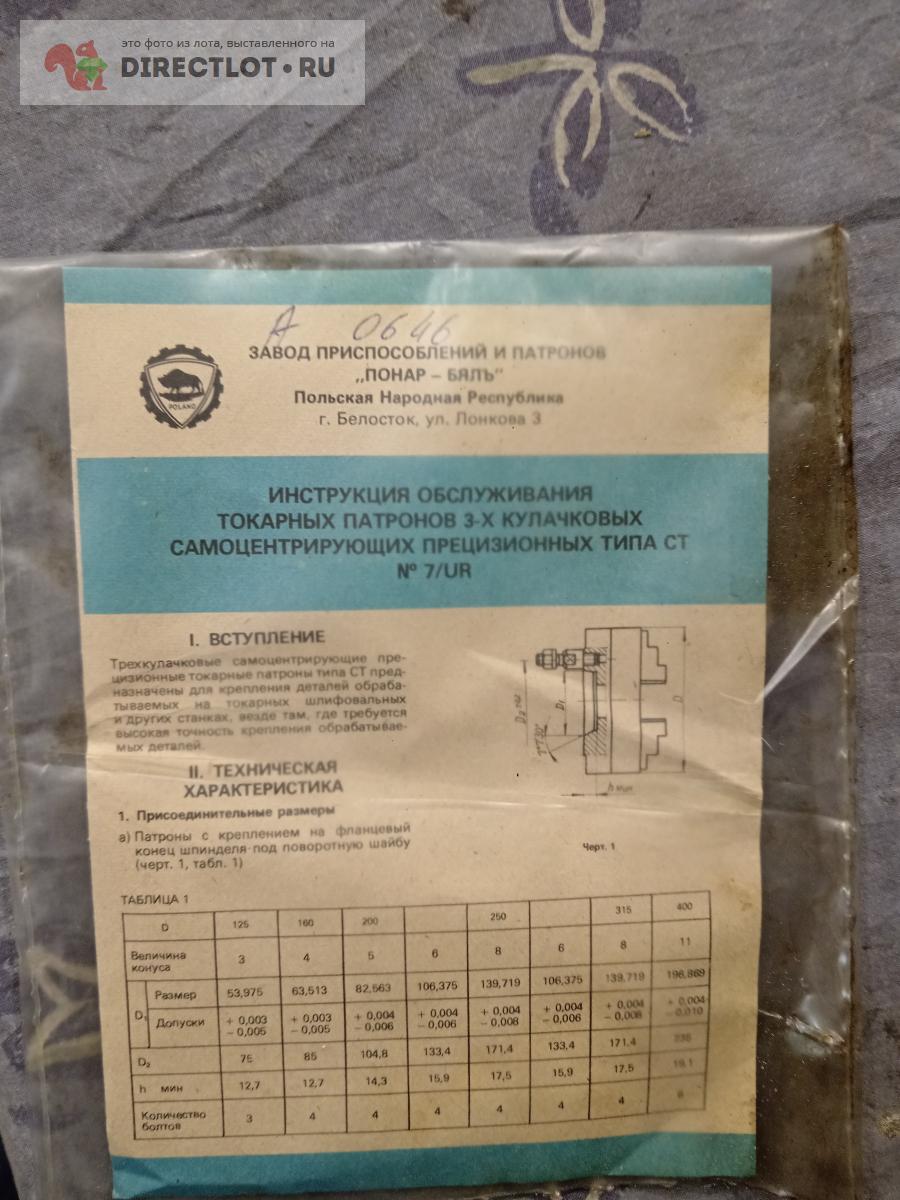 это фото из лота, выставленного на
DIRECTLOT.RU
A 0646
ЗАВОД ПРИСПОСОБЛЕНИЙ И ПАТРОНОВ
„ПОНАР – БЯЛЪ"
Польская Народная Республика
г. Белосток, ул. Лонкова 3
POLAND
ИНСТРУКЦИЯ ОБСЛУЖИВАНИЯ
ТОКАРНЫХ ПАТРОНОВ 3-Х КУЛАЧКОВЫХ
САМОЦЕНТРИРУЮЩИХ ПРЕЦИЗИОННЫХ ТИПА СТ
№ 7/UR
I. ВСТУПЛЕНИЕ
Трехкулачковые самоцентрирующие пре-
цизионные токарные патроны типа СТ пред-
назначены для крепления деталей обраба-
тываемых на токарных шлифовальных
и других станках, везде там, где требуется
высокая точность крепления обрабатывае-
мых деталей.
II. ТЕХНИЧЕСКАЯ
ХАРАКТЕРИСТИКА
1. Присоединительные размеры
а) Патроны с креплением на фланцевый
конец шпинделя под поворотную шайбу
(черт. 1, табл. 1)
D₂
D₁
D
7°7'30"
h мин
Черт. 1
ТАБЛИЦА 1
D 125 160 200 250 315 400
Величина конуса 3 4 5 6 8 6 8 11
D₁ Размер 53,975 63,513 82,563 106,375 139,719 106,375 139,719 196,869
Допуски + 0,003 – 0,005 + 0,003 – 0,005 + 0,004 – 0,006 + 0,004 – 0,006 + 0,004 – 0,008 + 0,004 – 0,006 + 0,004 – 0,008 + 0,004 – 0,010
D₂ 75 85 104,8 133,4 171,4 133,4 171,4 235
h мин 12,7 12,7 14,3 15,9 17,5 15,9 17,5 19,1
Количество болтов 3 4 4 4 4 4 4 6